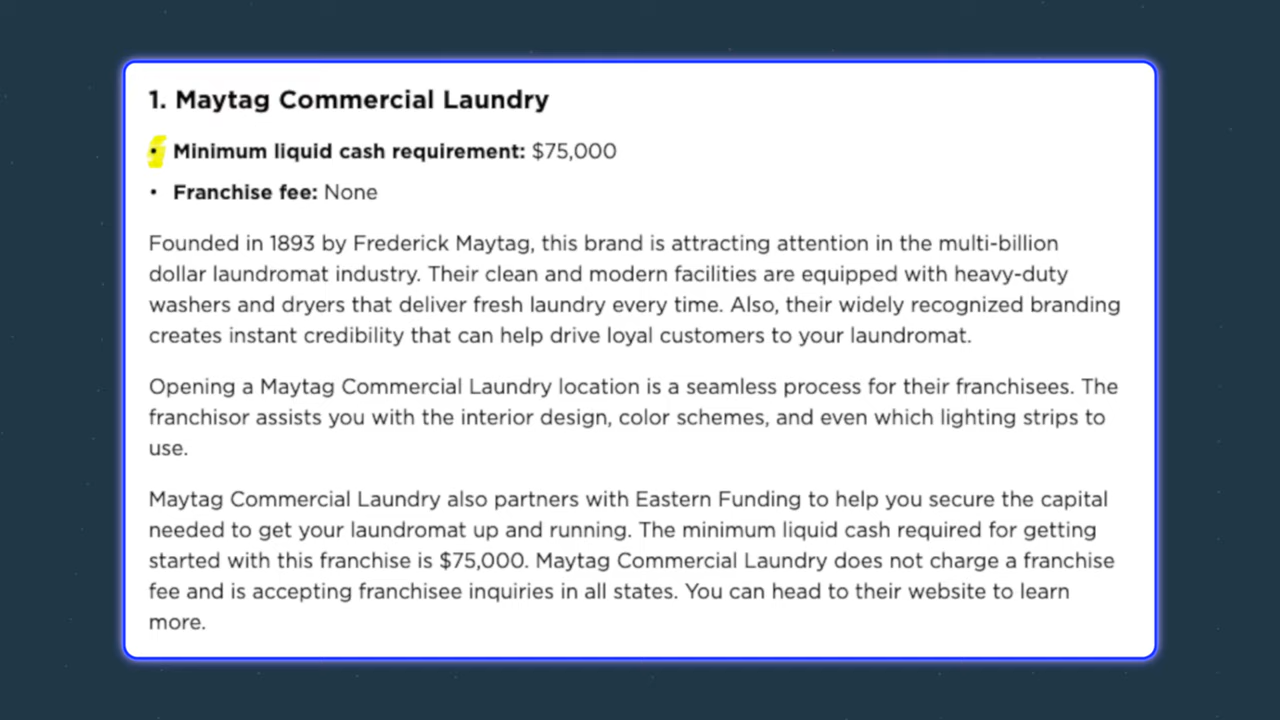 1. Maytag Commercial Laundry
• Minimum liquid cash requirement: $75,000
• Franchise fee: None
Founded in 1893 by Frederick Maytag, this brand is attracting attention in the multi-billion
dollar laundromat industry. Their clean and modern facilities are equipped with heavy-duty
washers and dryers that deliver fresh laundry every time. Also, their widely recognized branding
creates instant credibility that can help drive loyal customers to your laundromat.
Opening a Maytag Commercial Laundry location is a seamless process for their franchisees. The
franchisor assists you with the interior design, color schemes, and even which lighting strips to
use.
Maytag Commercial Laundry also partners with Eastern Funding to help you secure the capital
needed to get your laundromat up and running. The minimum liquid cash required for getting
started with this franchise is $75,000. Maytag Commercial Laundry does not charge a franchise
fee and is accepting franchisee inquiries in all states. You can head to their website to learn
more.